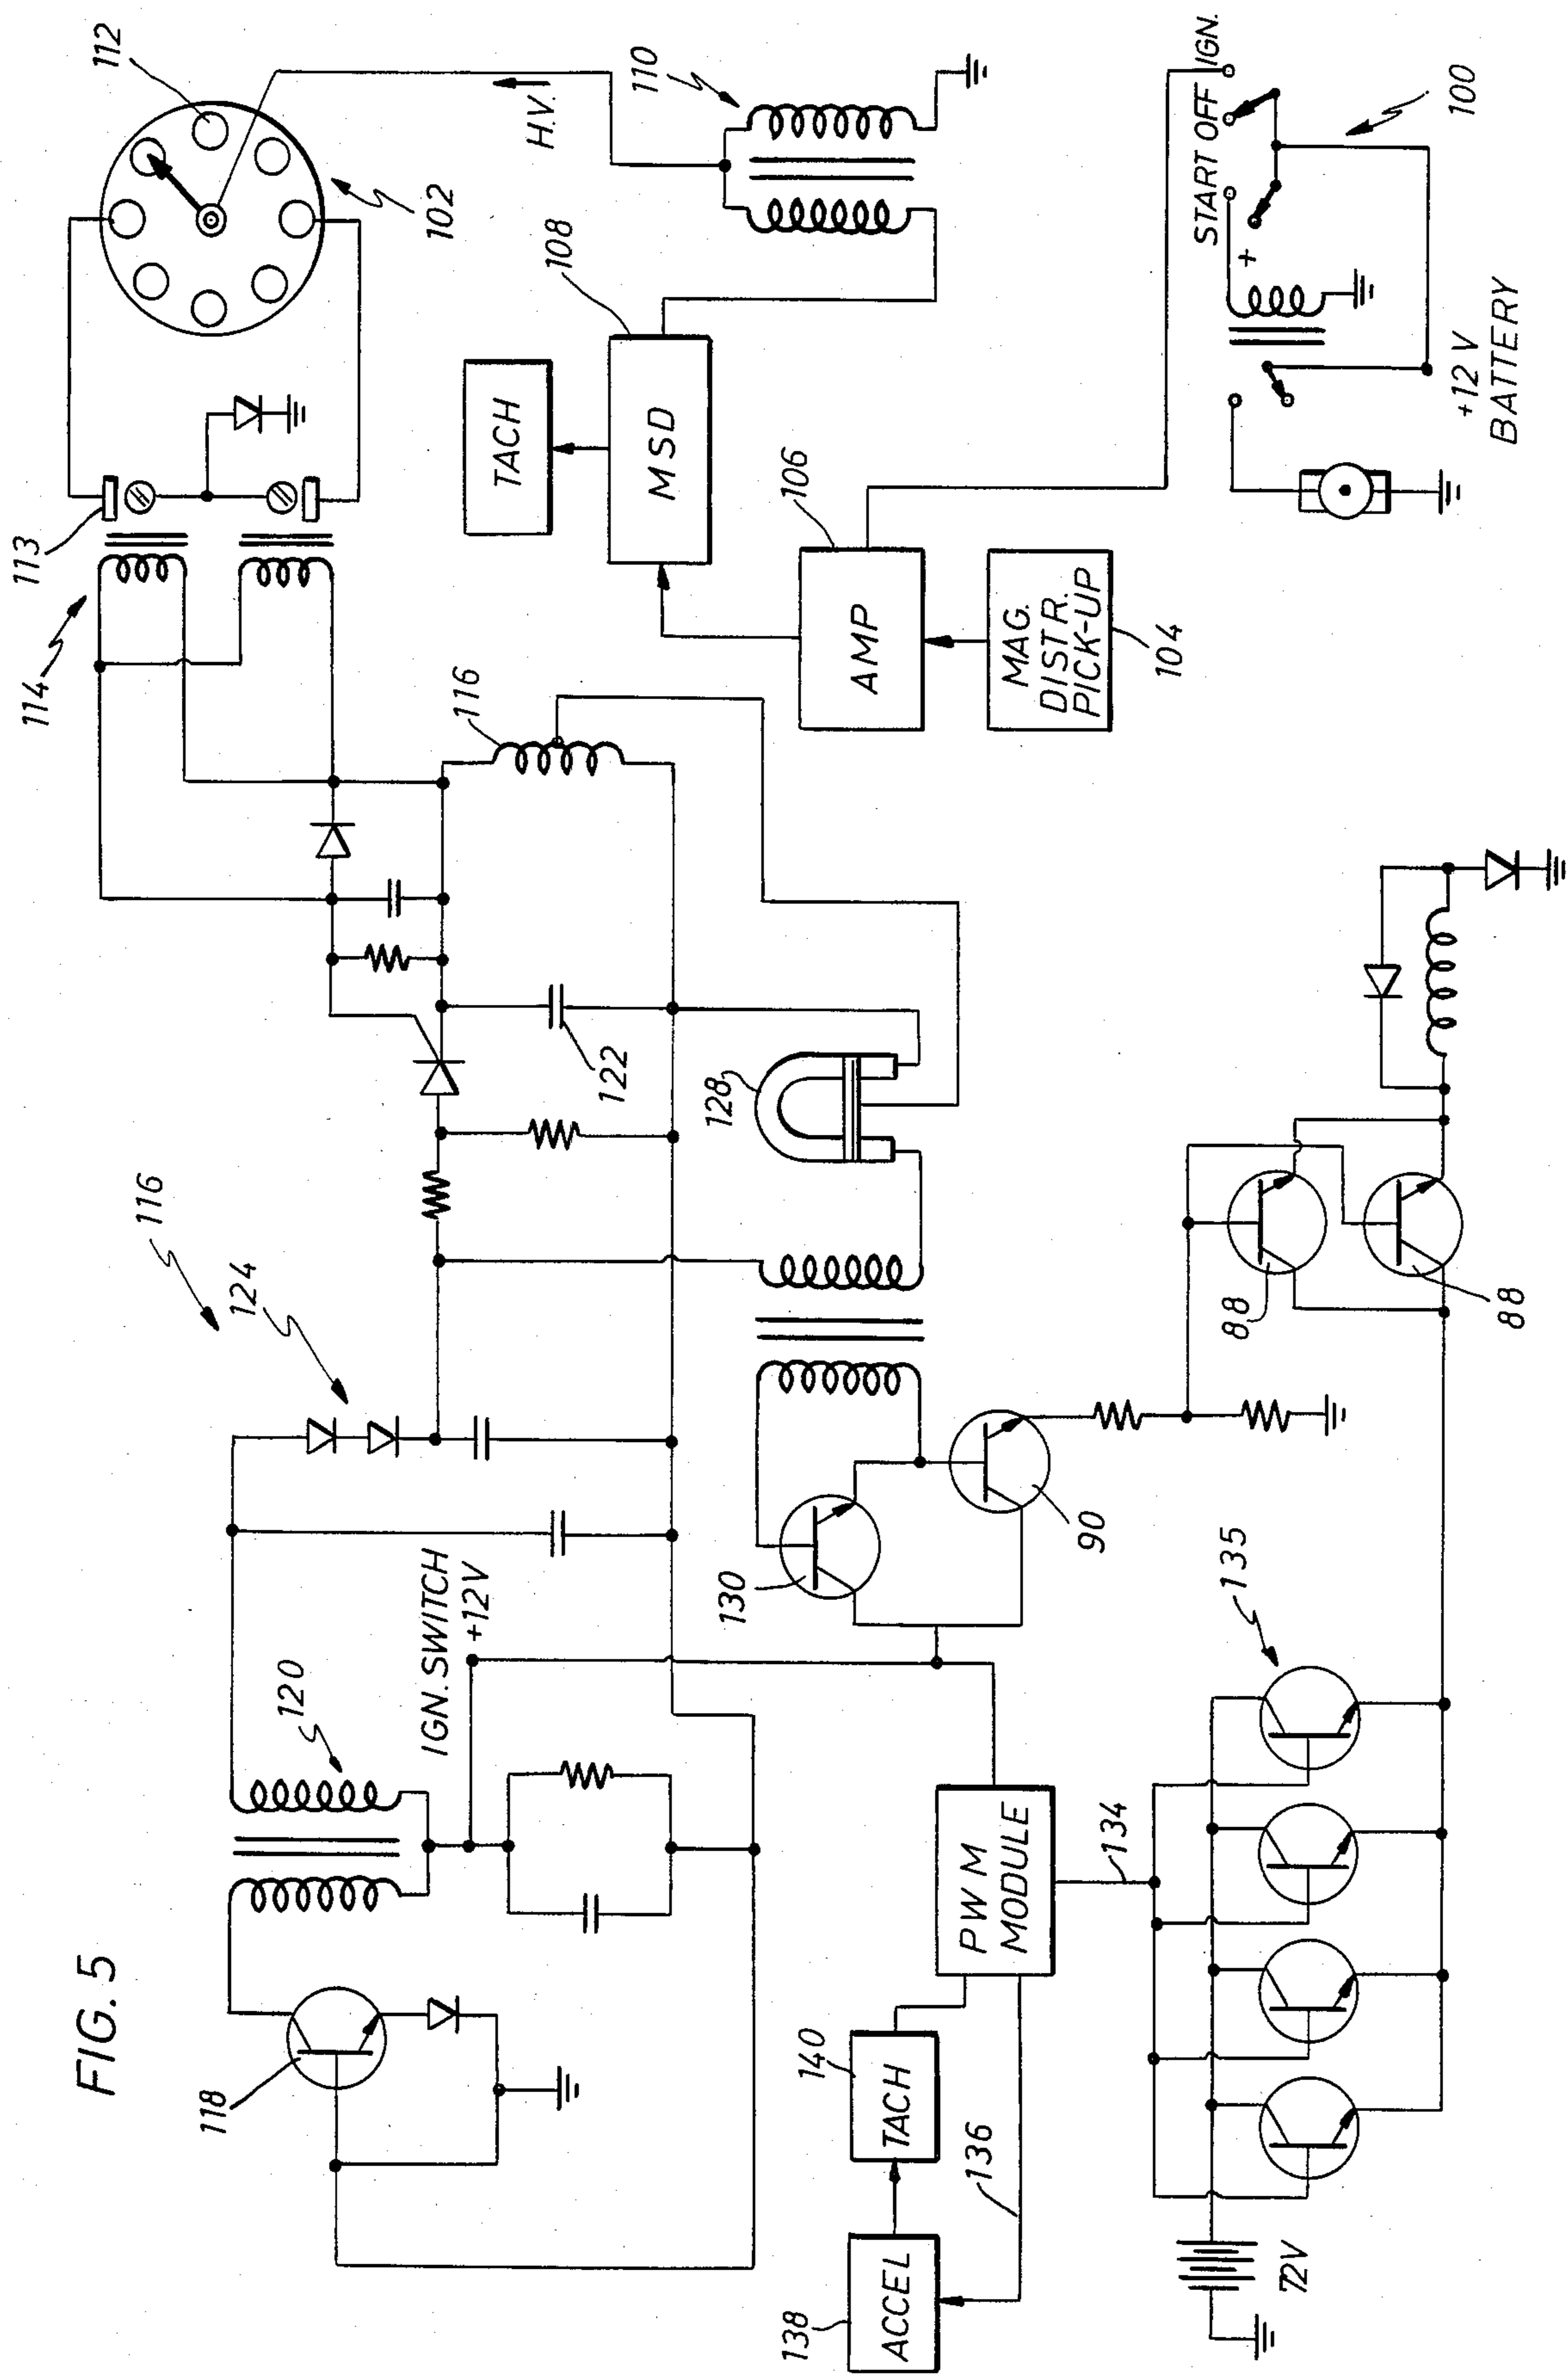 FIG. 5
118
120
IGN. SWITCH
+12V
116
124
122
116
114
113
112
102
H.V.
110
108
TACH
MSD
106
AMP
MAG.
DISTR.
PICK-UP
104
START OFF IGN.
+
100
+12 V
BATTERY
128
130
90
88
88
135
PWM
MODULE
134
140
TACH
136
138
ACCEL
72V